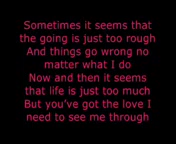 Sometimes it seems that
the going is just too rough
And things go wrong no
matter what I do
Now and then it seems
that life is just too much
But you've got the love I
need to see me through